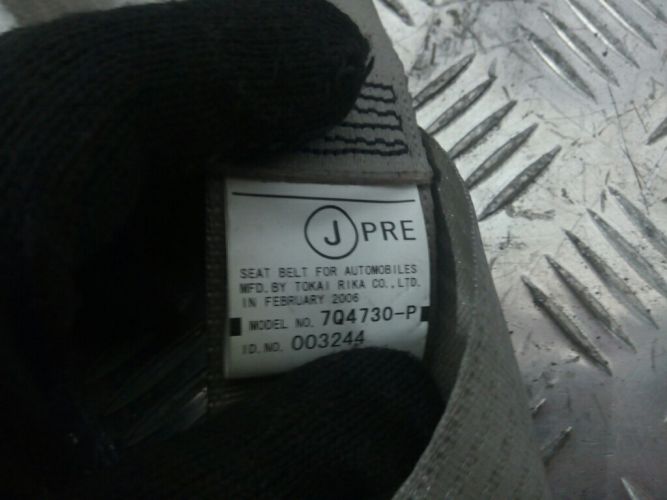 J PRE
SEAT BELT FOR AUTOMOBILES
MFD. BY TOKAI RIKA CO., LTD.
IN FEBRUARY 2006
MODEL NO. 7Q4730-P
ID.NO. 003244